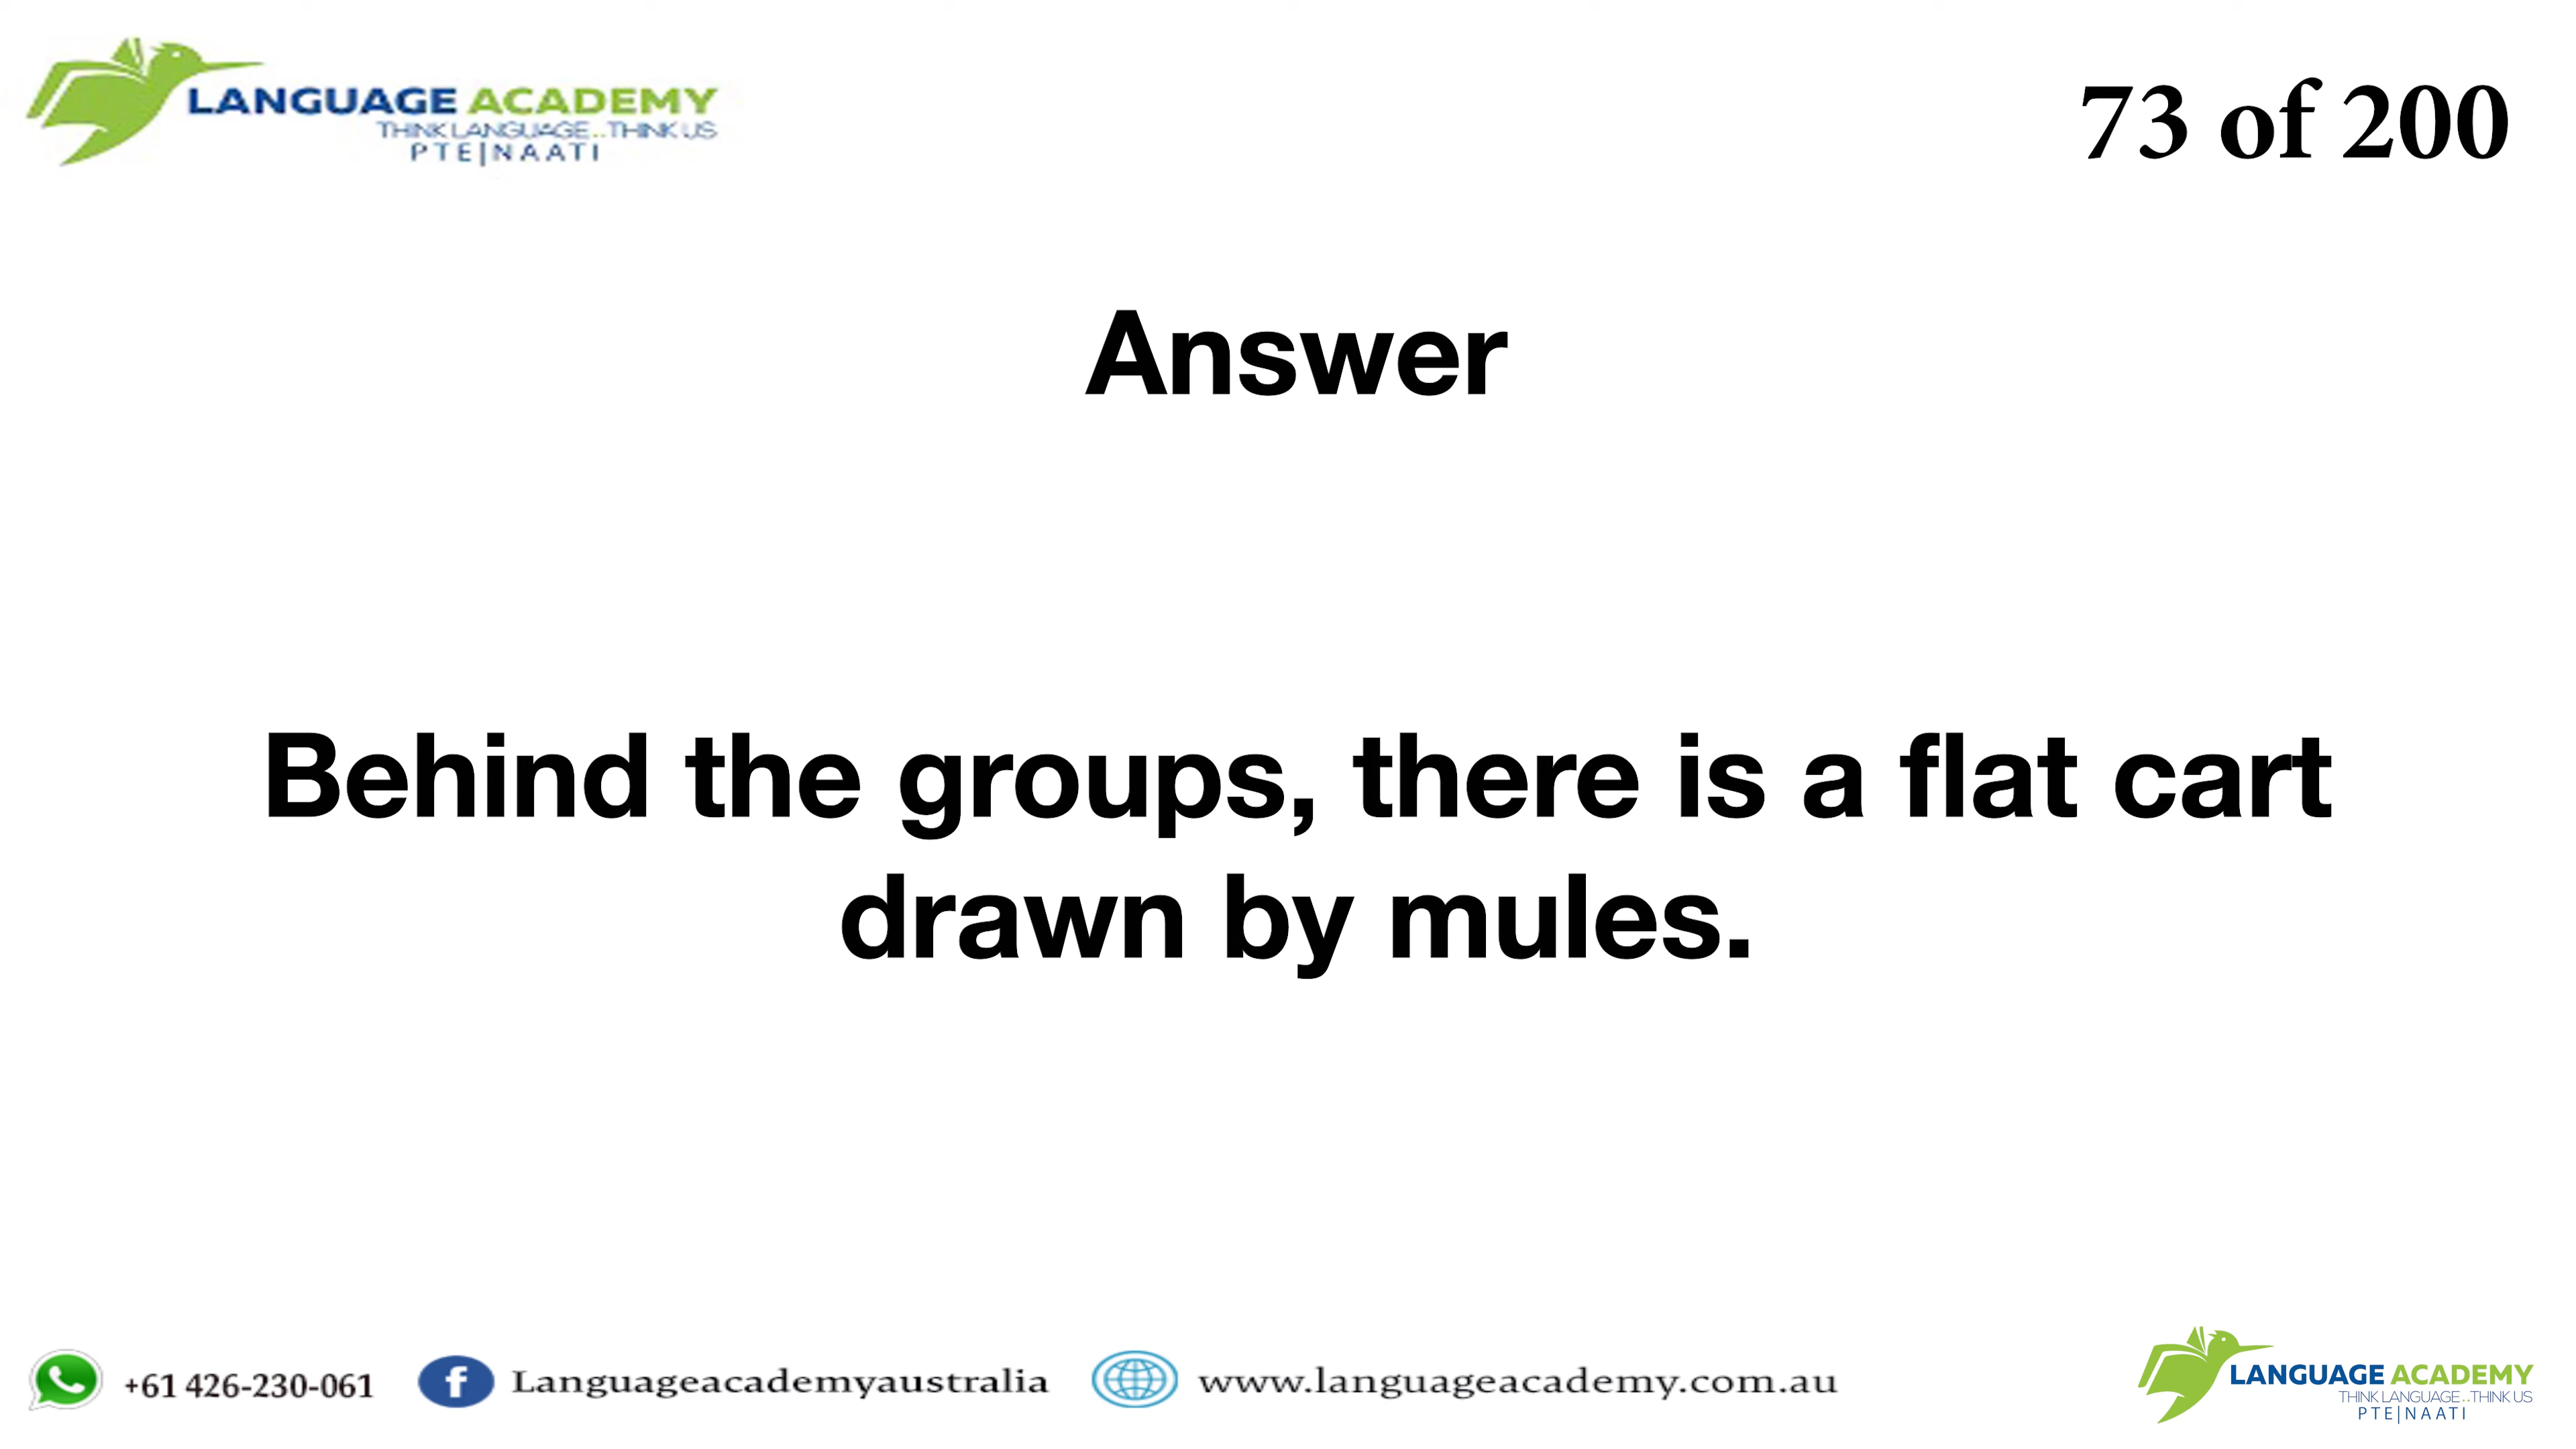 LANGUAGE ACADEMY
THINK LANGUAGE..THINK US
PTE|NAATI
73 of 200
Answer
Behind the groups, there is a flat cart
drawn by mules.
+61 426-230-061
Languageacademyaustralia
www.languageacademy.com.au
LANGUAGE ACADEMY
THINK LANGUAGE..THINK US
PTE|NAATI